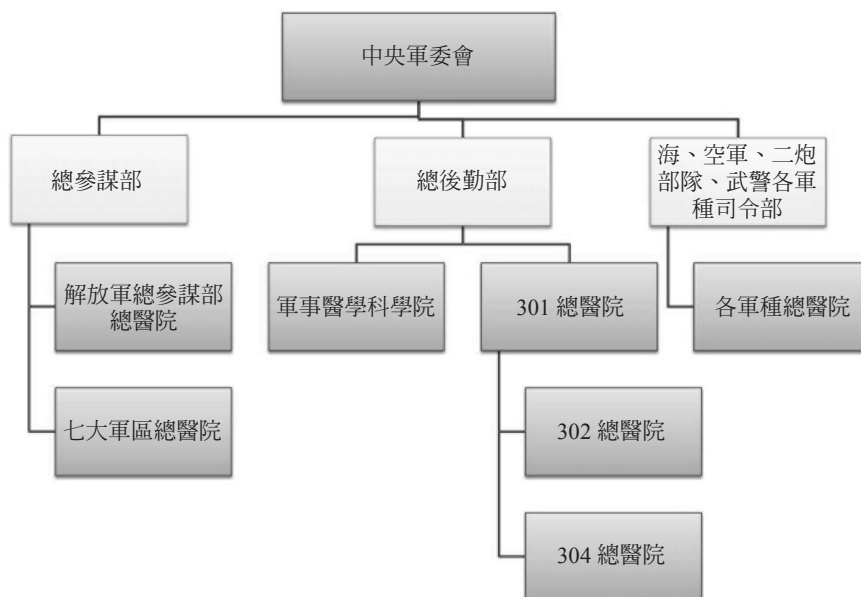 中央軍委會
總參謀部
總後勤部
海、空軍、二炮
部隊、武警各軍
種司令部
解放軍總參謀部
總醫院
軍事醫學科學院
301 總醫院
各軍種總醫院
七大軍區總醫院
302 總醫院
304 總醫院